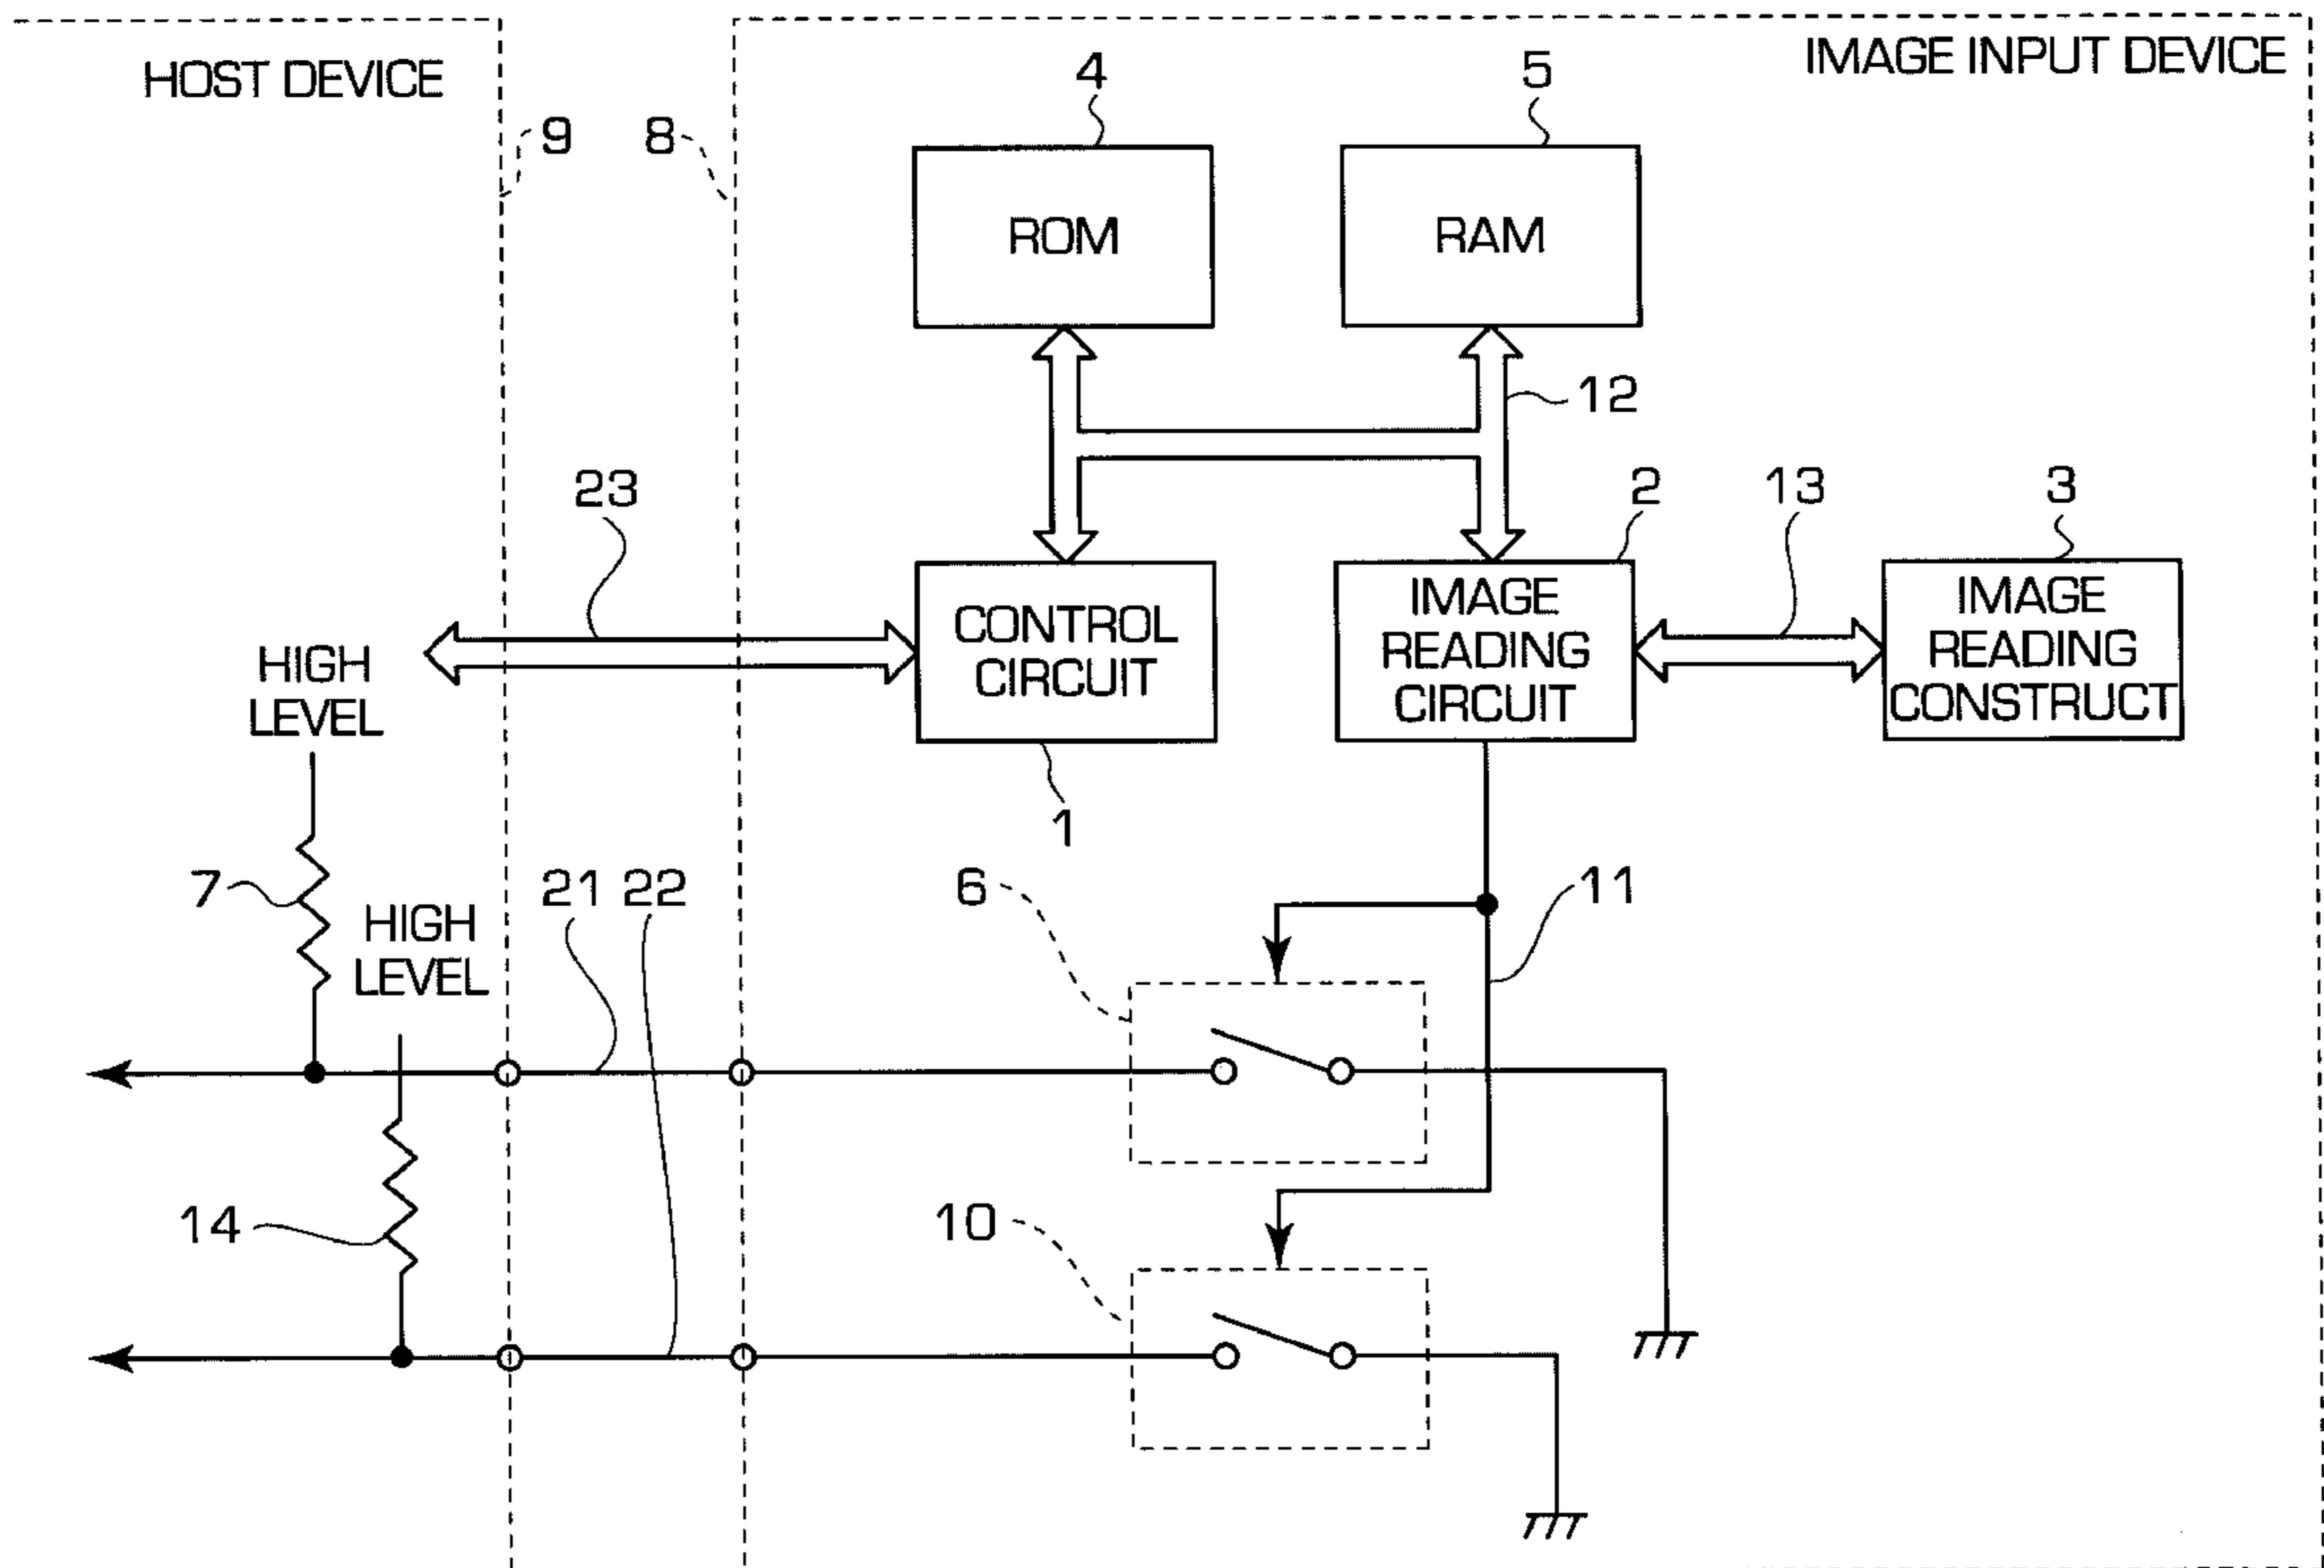 HOST DEVICE
IMAGE INPUT DEVICE
9
8
4
5
ROM
RAM
12
23
2
13
3
CONTROL
CIRCUIT
IMAGE
READING
CIRCUIT
IMAGE
READING
CONSTRUCT
HIGH
LEVEL
1
7
HIGH
LEVEL
21
22
6
11
14
10